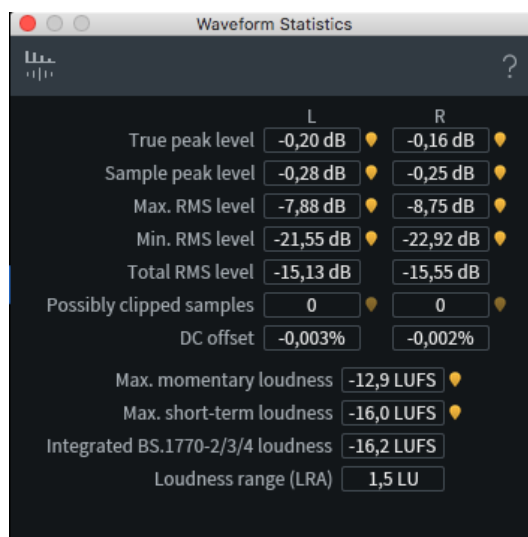 Waveform Statistics
?
L R
True peak level -0,20 dB -0,16 dB
Sample peak level -0,28 dB -0,25 dB
Max. RMS level -7,88 dB -8,75 dB
Min. RMS level -21,55 dB -22,92 dB
Total RMS level -15,13 dB -15,55 dB
Possibly clipped samples 0 0
DC offset -0,003% -0,002%
Max. momentary loudness -12,9 LUFS
Max. short-term loudness -16,0 LUFS
Integrated BS.1770-2/3/4 loudness -16,2 LUFS
Loudness range (LRA) 1,5 LU